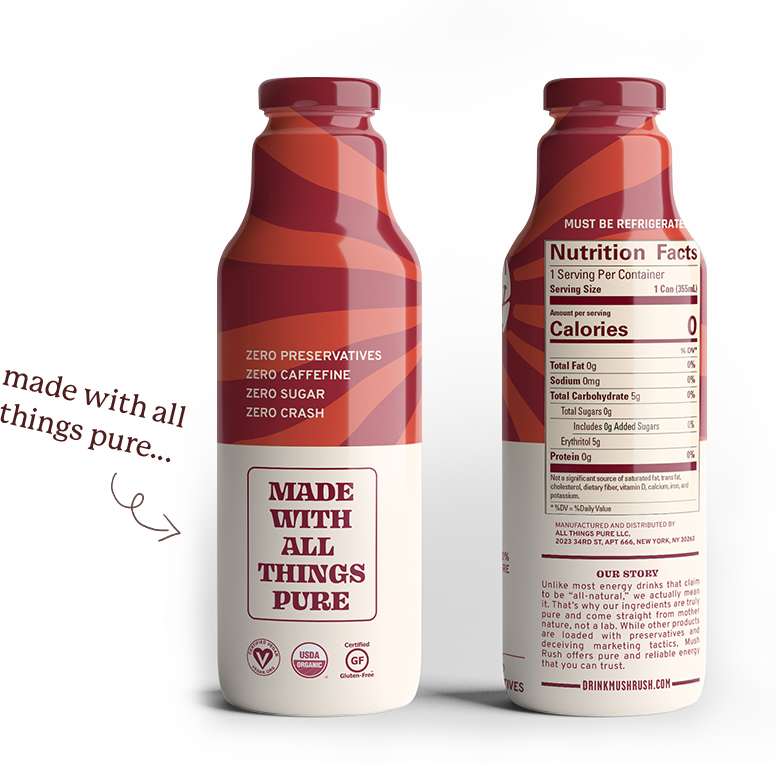 made with all
things pure...
ZERO PRESERVATIVES
ZERO CAFFEFINE
ZERO SUGAR
ZERO CRASH
MADE
WITH
ALL
THINGS
PURE
CERTIFIED VEGAN
VEGAN.ORG
USDA
ORGANIC
Certified
GF
Gluten-Free
MUST BE REFRIGERATE
Nutrition Facts
1 Serving Per Container
Serving Size 1 Can (355mL)
Amount per serving
Calories 0
% DV*
Total Fat 0g 0%
Sodium 0mg 0%
Total Carbohydrate 5g 0%
Total Sugars 0g
Includes 0g Added Sugars 0%
Erythritol 5g
Protein 0g 0%
Not a significant source of saturated fat, trans fat,
cholesterol, dietary fiber, vitamin D, calcium, iron, and
potassium.
* %DV = %Daily Value
MANUFACTURED AND DISTRIBUTED BY
ALL THINGS PURE LLC,
2023 34RD ST, APT 666, NEW YORK, NY 30263
OUR STORY
Unlike most energy drinks that claim
to be “all-natural,” we actually mean
it. That's why our ingredients are truly
pure and come straight from mother
nature, not a lab. While other products
are loaded with preservatives and
deceiving marketing tactics, Mush
Rush offers pure and reliable energy
that you can trust.
DRINKMUSHRUSH.COM